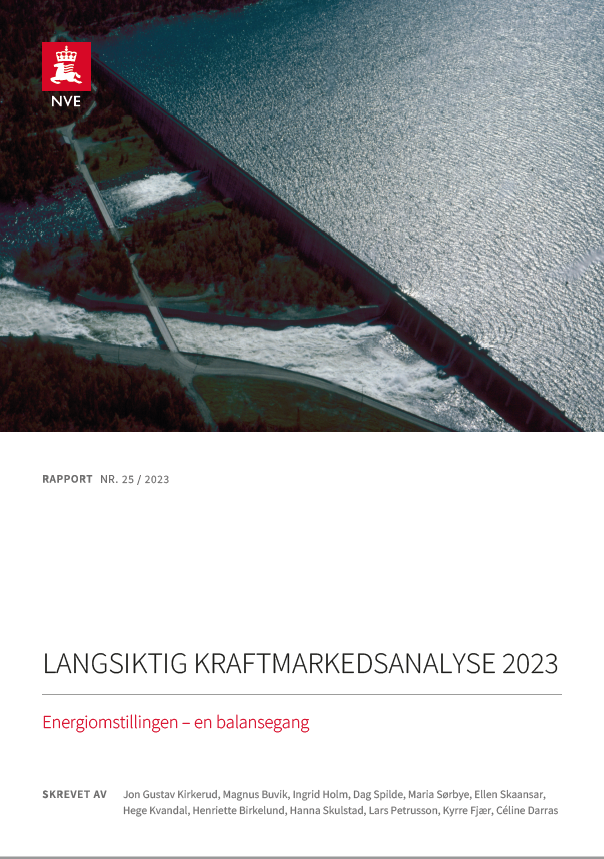 NVE
RAPPORT NR. 25 / 2023
LANGSIKTIG KRAFTMARKEDSANALYSE 2023
Energiomstillingen – en balansegang
SKREVET AV Jon Gustav Kirkerud, Magnus Buvik, Ingrid Holm, Dag Spilde, Maria Sørbye, Ellen Skaansar,
Hege Kvandal, Henriette Birkelund, Hanna Skulstad, Lars Petrusson, Kyrre Fjær, Céline Darras